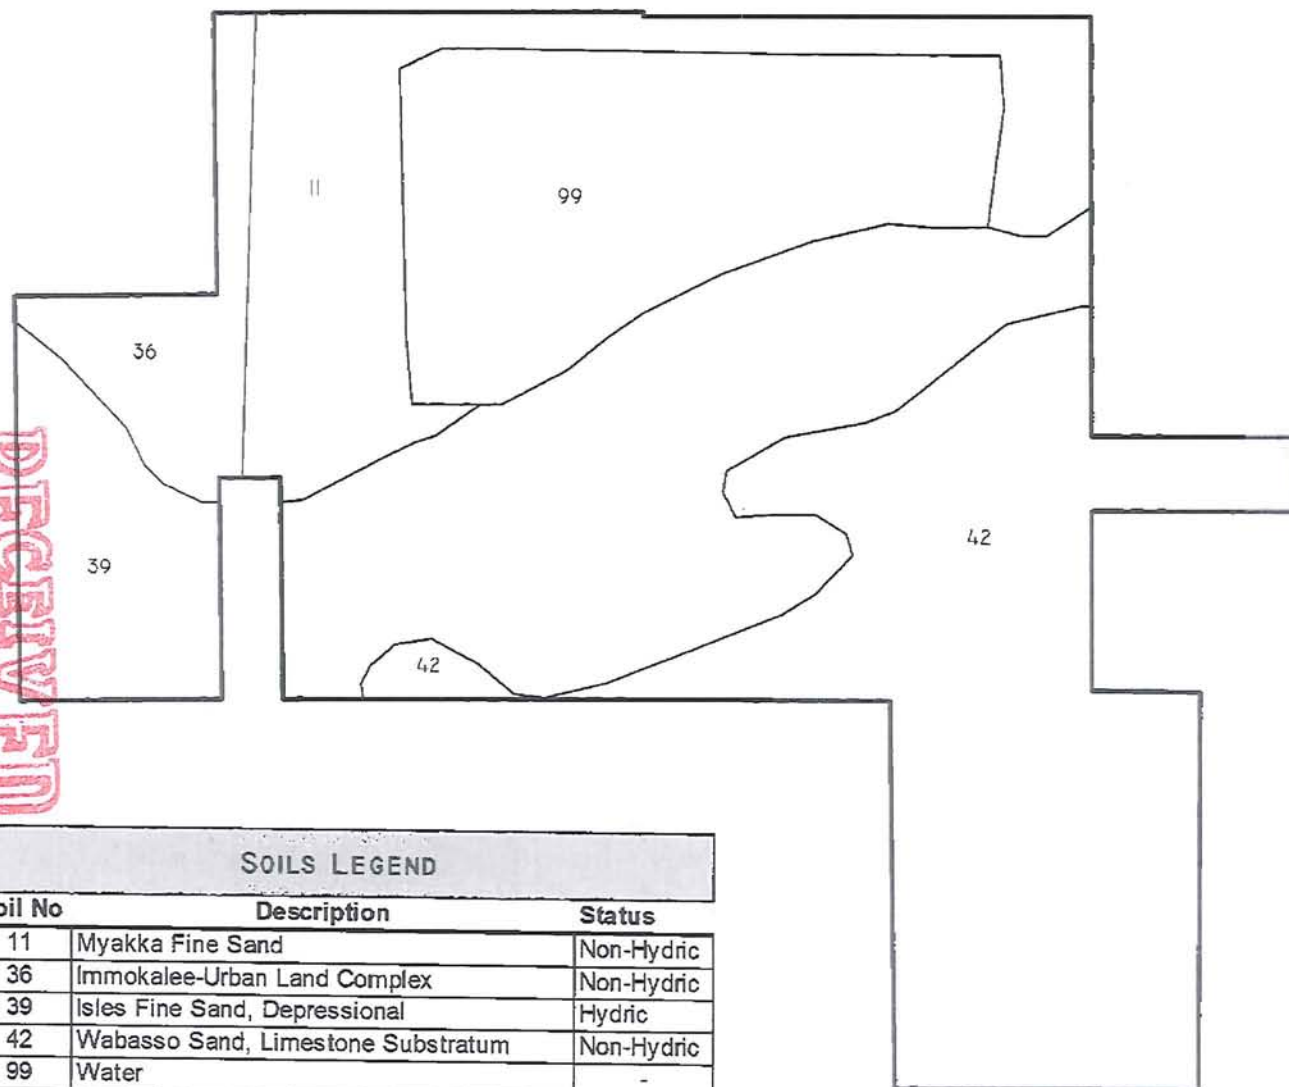 11
99
36
42
39
42
SOILS LEGEND
oil No Description Status
11 Myakka Fine Sand Non-Hydric
36 Immokalee-Urban Land Complex Non-Hydric
39 Isles Fine Sand, Depressional Hydric
42 Wabasso Sand, Limestone Substratum Non-Hydric
99 Water -